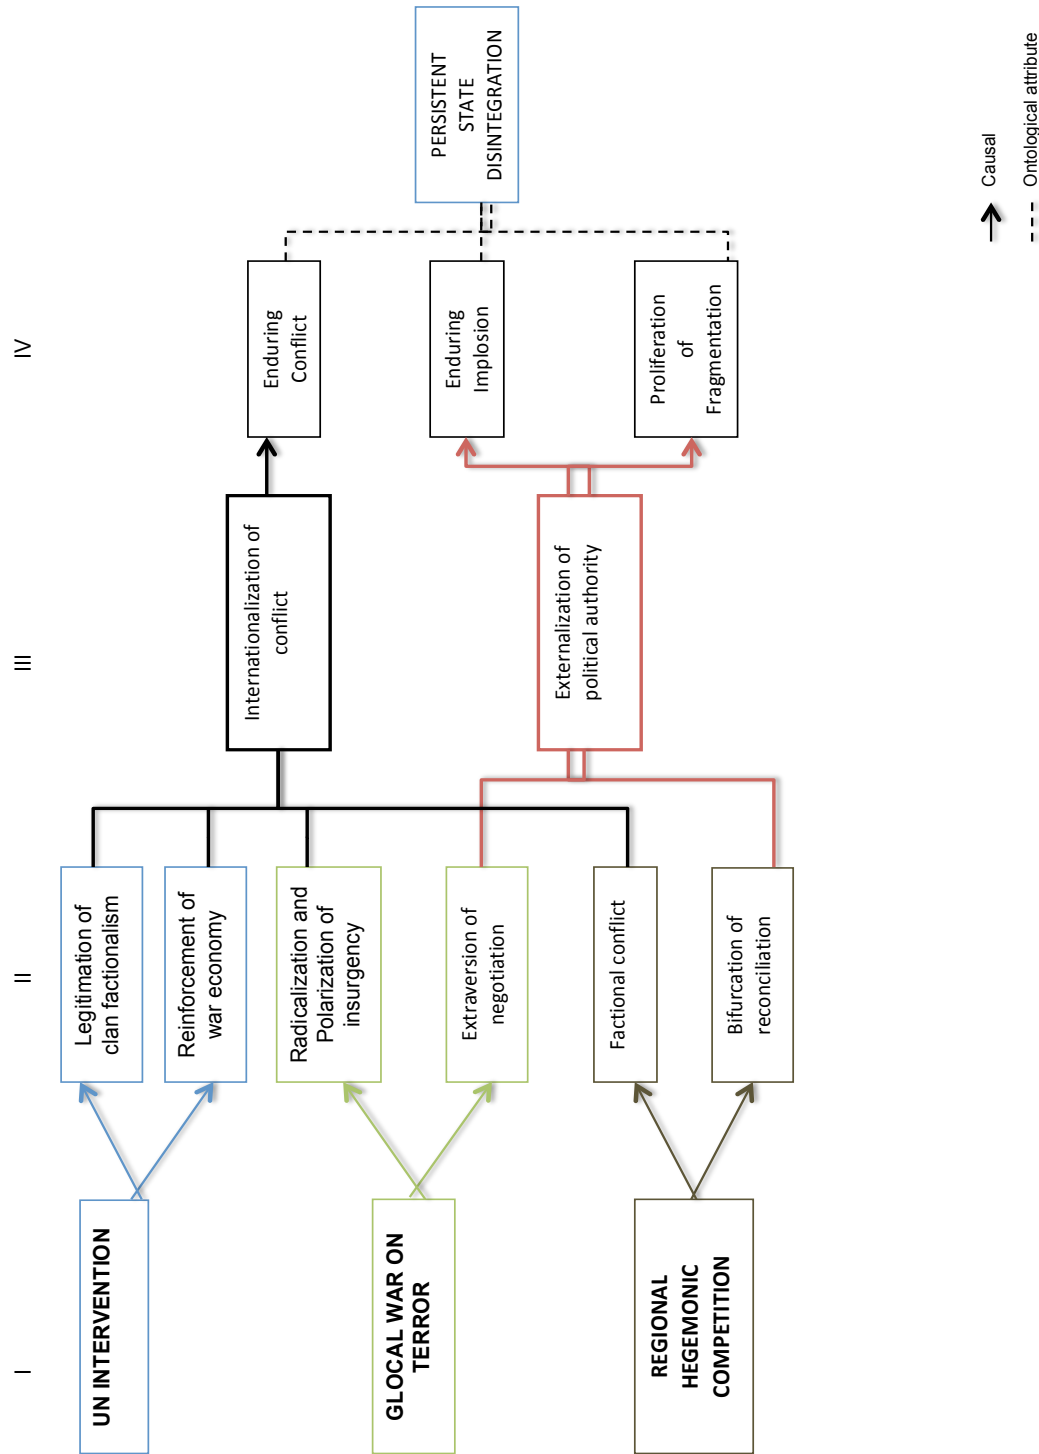 I
II
III
IV
UN INTERVENTION
GLOCAL WAR ON
TERROR
REGIONAL
HEGEMONIC
COMPETITION
Legitimation of
clan factionalism
Reinforcement of
war economy
Radicalization and
Polarization of
insurgency
Extraversion of
negotiation
Factional conflict
Bifurcation of
reconciliation
Internationalization of
conflict
Externalization of
political authority
Enduring
Conflict
Enduring
Implosion
Proliferation
of
Fragmentation
PERSISTENT
STATE
DISINTEGRATION
Causal
Ontological attribute